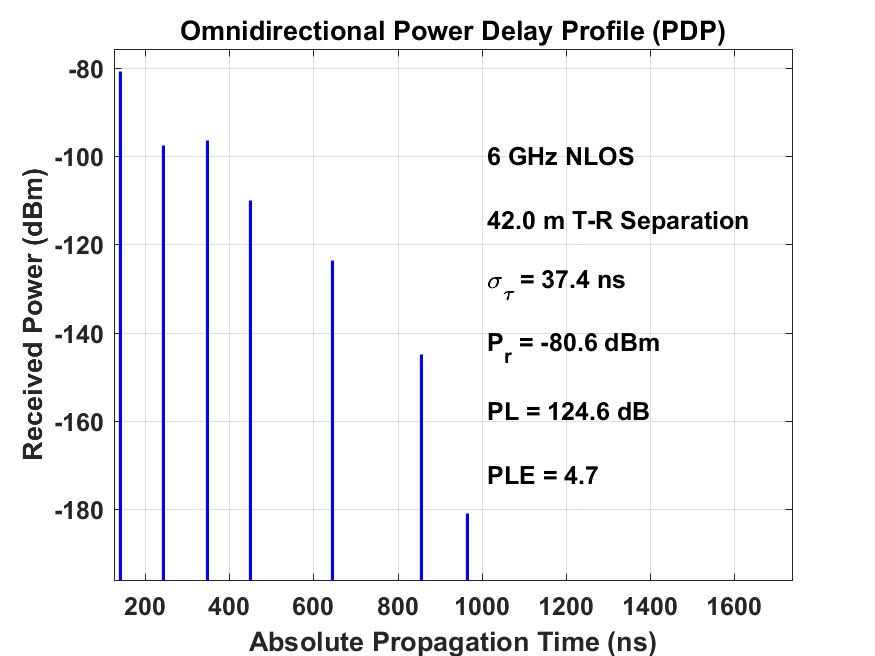 Omnidirectional Power Delay Profile (PDP)
Received Power (dBm)
-80
-100
-120
-140
-160
-180
6 GHz NLOS
42.0 m T-R Separation
σ_τ = 37.4 ns
P_r = -80.6 dBm
PL = 124.6 dB
PLE = 4.7
200 400 600 800 1000 1200 1400 1600
Absolute Propagation Time (ns)